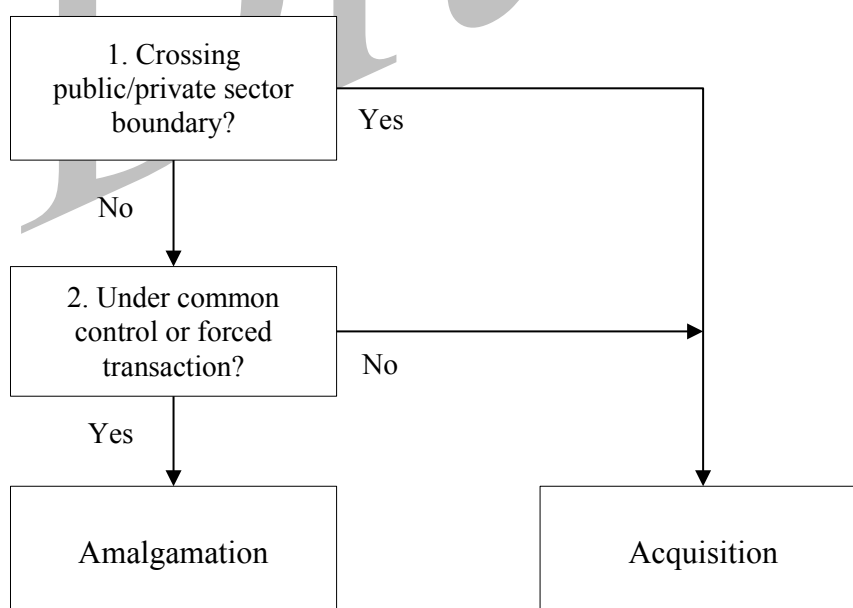 1. Crossing
public/private sector
boundary?
Yes
No
2. Under common
control or forced
transaction?
No
Yes
Amalgamation
Acquisition